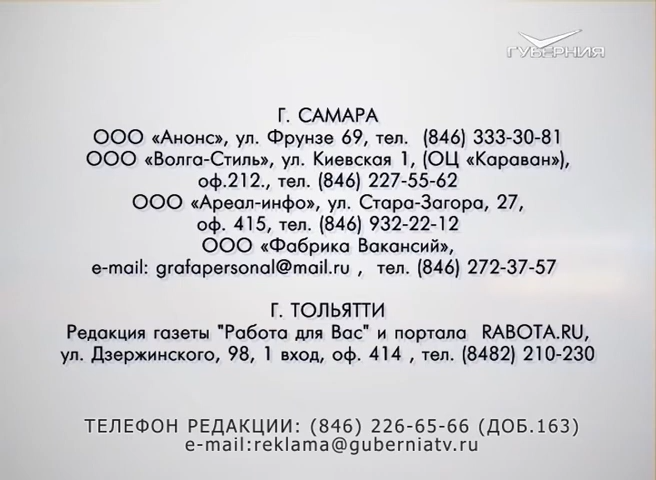 ГУБЕРНИЯ
Г. САМАРА
ООО «Анонс», ул. Фрунзе 69, тел. (846) 333-30-81
ООО «Волга-Стиль», ул. Киевская 1, (ОЦ «Караван»),
оф.212., тел. (846) 227-55-62
ООО «Ареал-инфо», ул. Стара-Загора, 27,
оф. 415, тел. (846) 932-22-12
ООО «Фабрика Вакансий»,
e-mail: grafapersonal@mail.ru , тел. (846) 272-37-57
Г. ТОЛЬЯТТИ
Редакция газеты "Работа для Вас" и портала RABOTA.RU,
ул. Дзержинского, 98, 1 вход, оф. 414 , тел. (8482) 210-230
ТЕЛЕФОН РЕДАКЦИИ: (846) 226-65-66 (ДОБ.163)
e-mail:reklama@guberniatv.ru